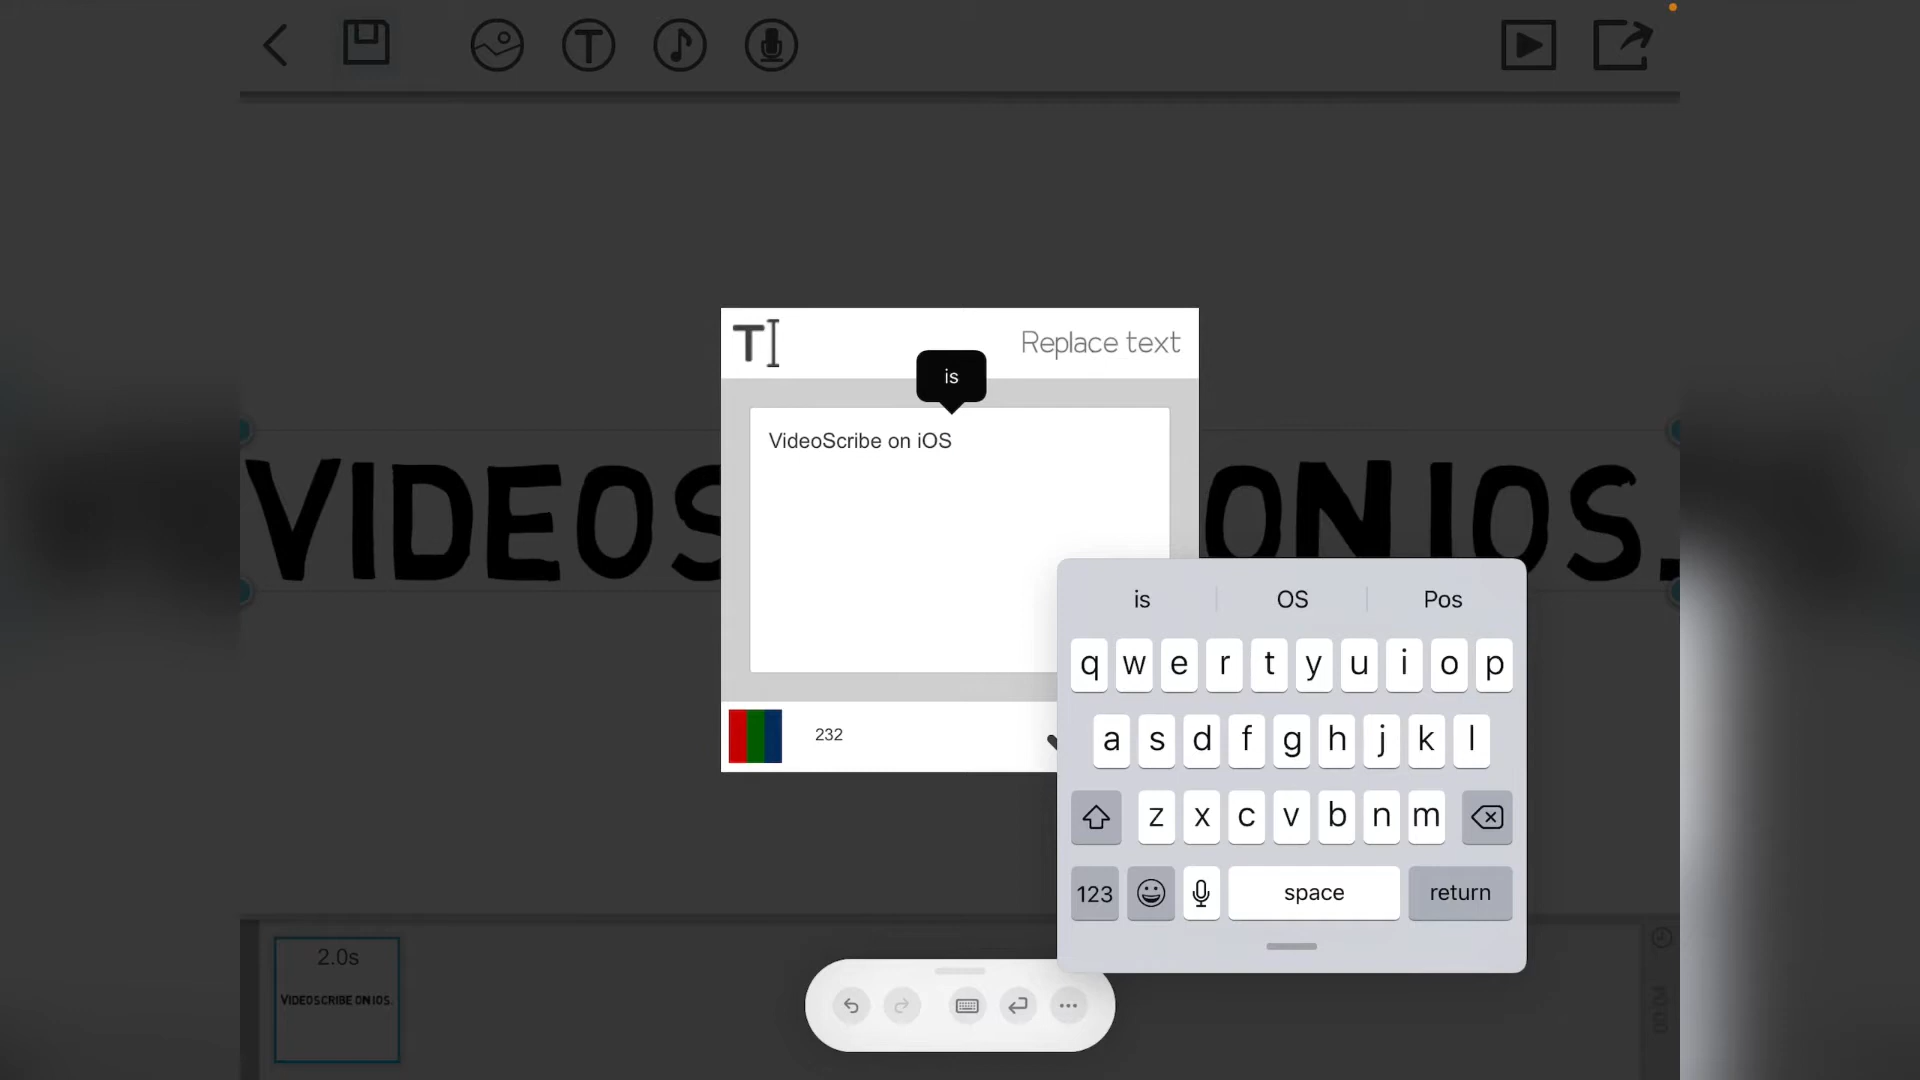 T
T
Replace text
is
VideoScribe on iOS
VIDEOS
ON IOS.
is OS Pos
q w e r t y u i o p
a s d f g h j k l
z x c v b n m
123 space return
232
2.0s
VIDEOSCRIBE ON IOS.